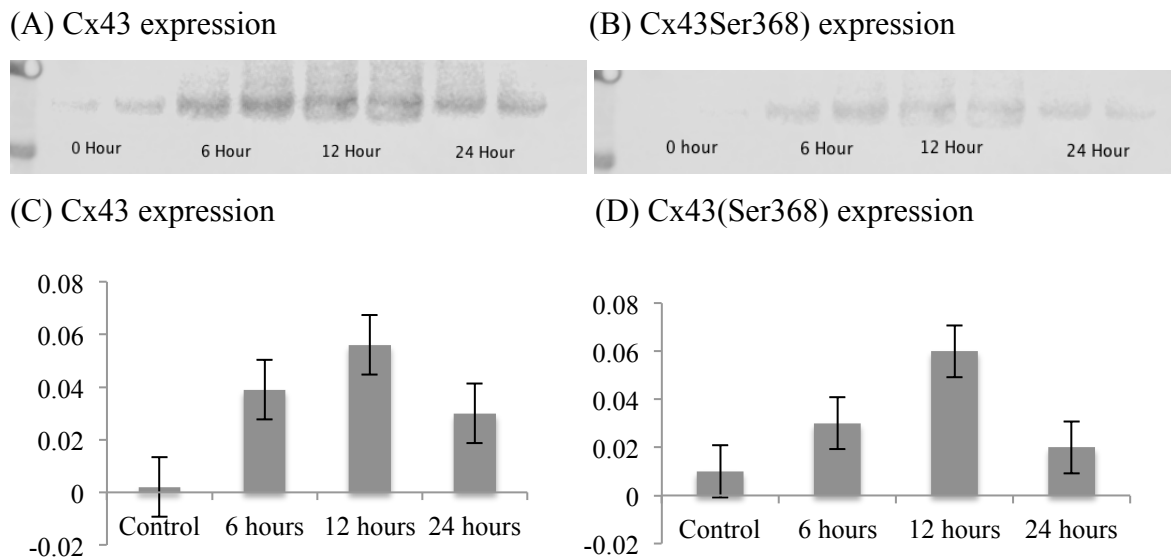 (A) Cx43 expression
(B) Cx43Ser368) expression
0 Hour 6 Hour 12 Hour 24 Hour
0 hour 6 Hour 12 Hour 24 Hour
(C) Cx43 expression
(D) Cx43(Ser368) expression
0.08
0.06
0.04
0.02
0
-0.02
Control 6 hours 12 hours 24 hours
0.08
0.06
0.04
0.02
0
-0.02
Control 6 hours 12 hours 24 hours